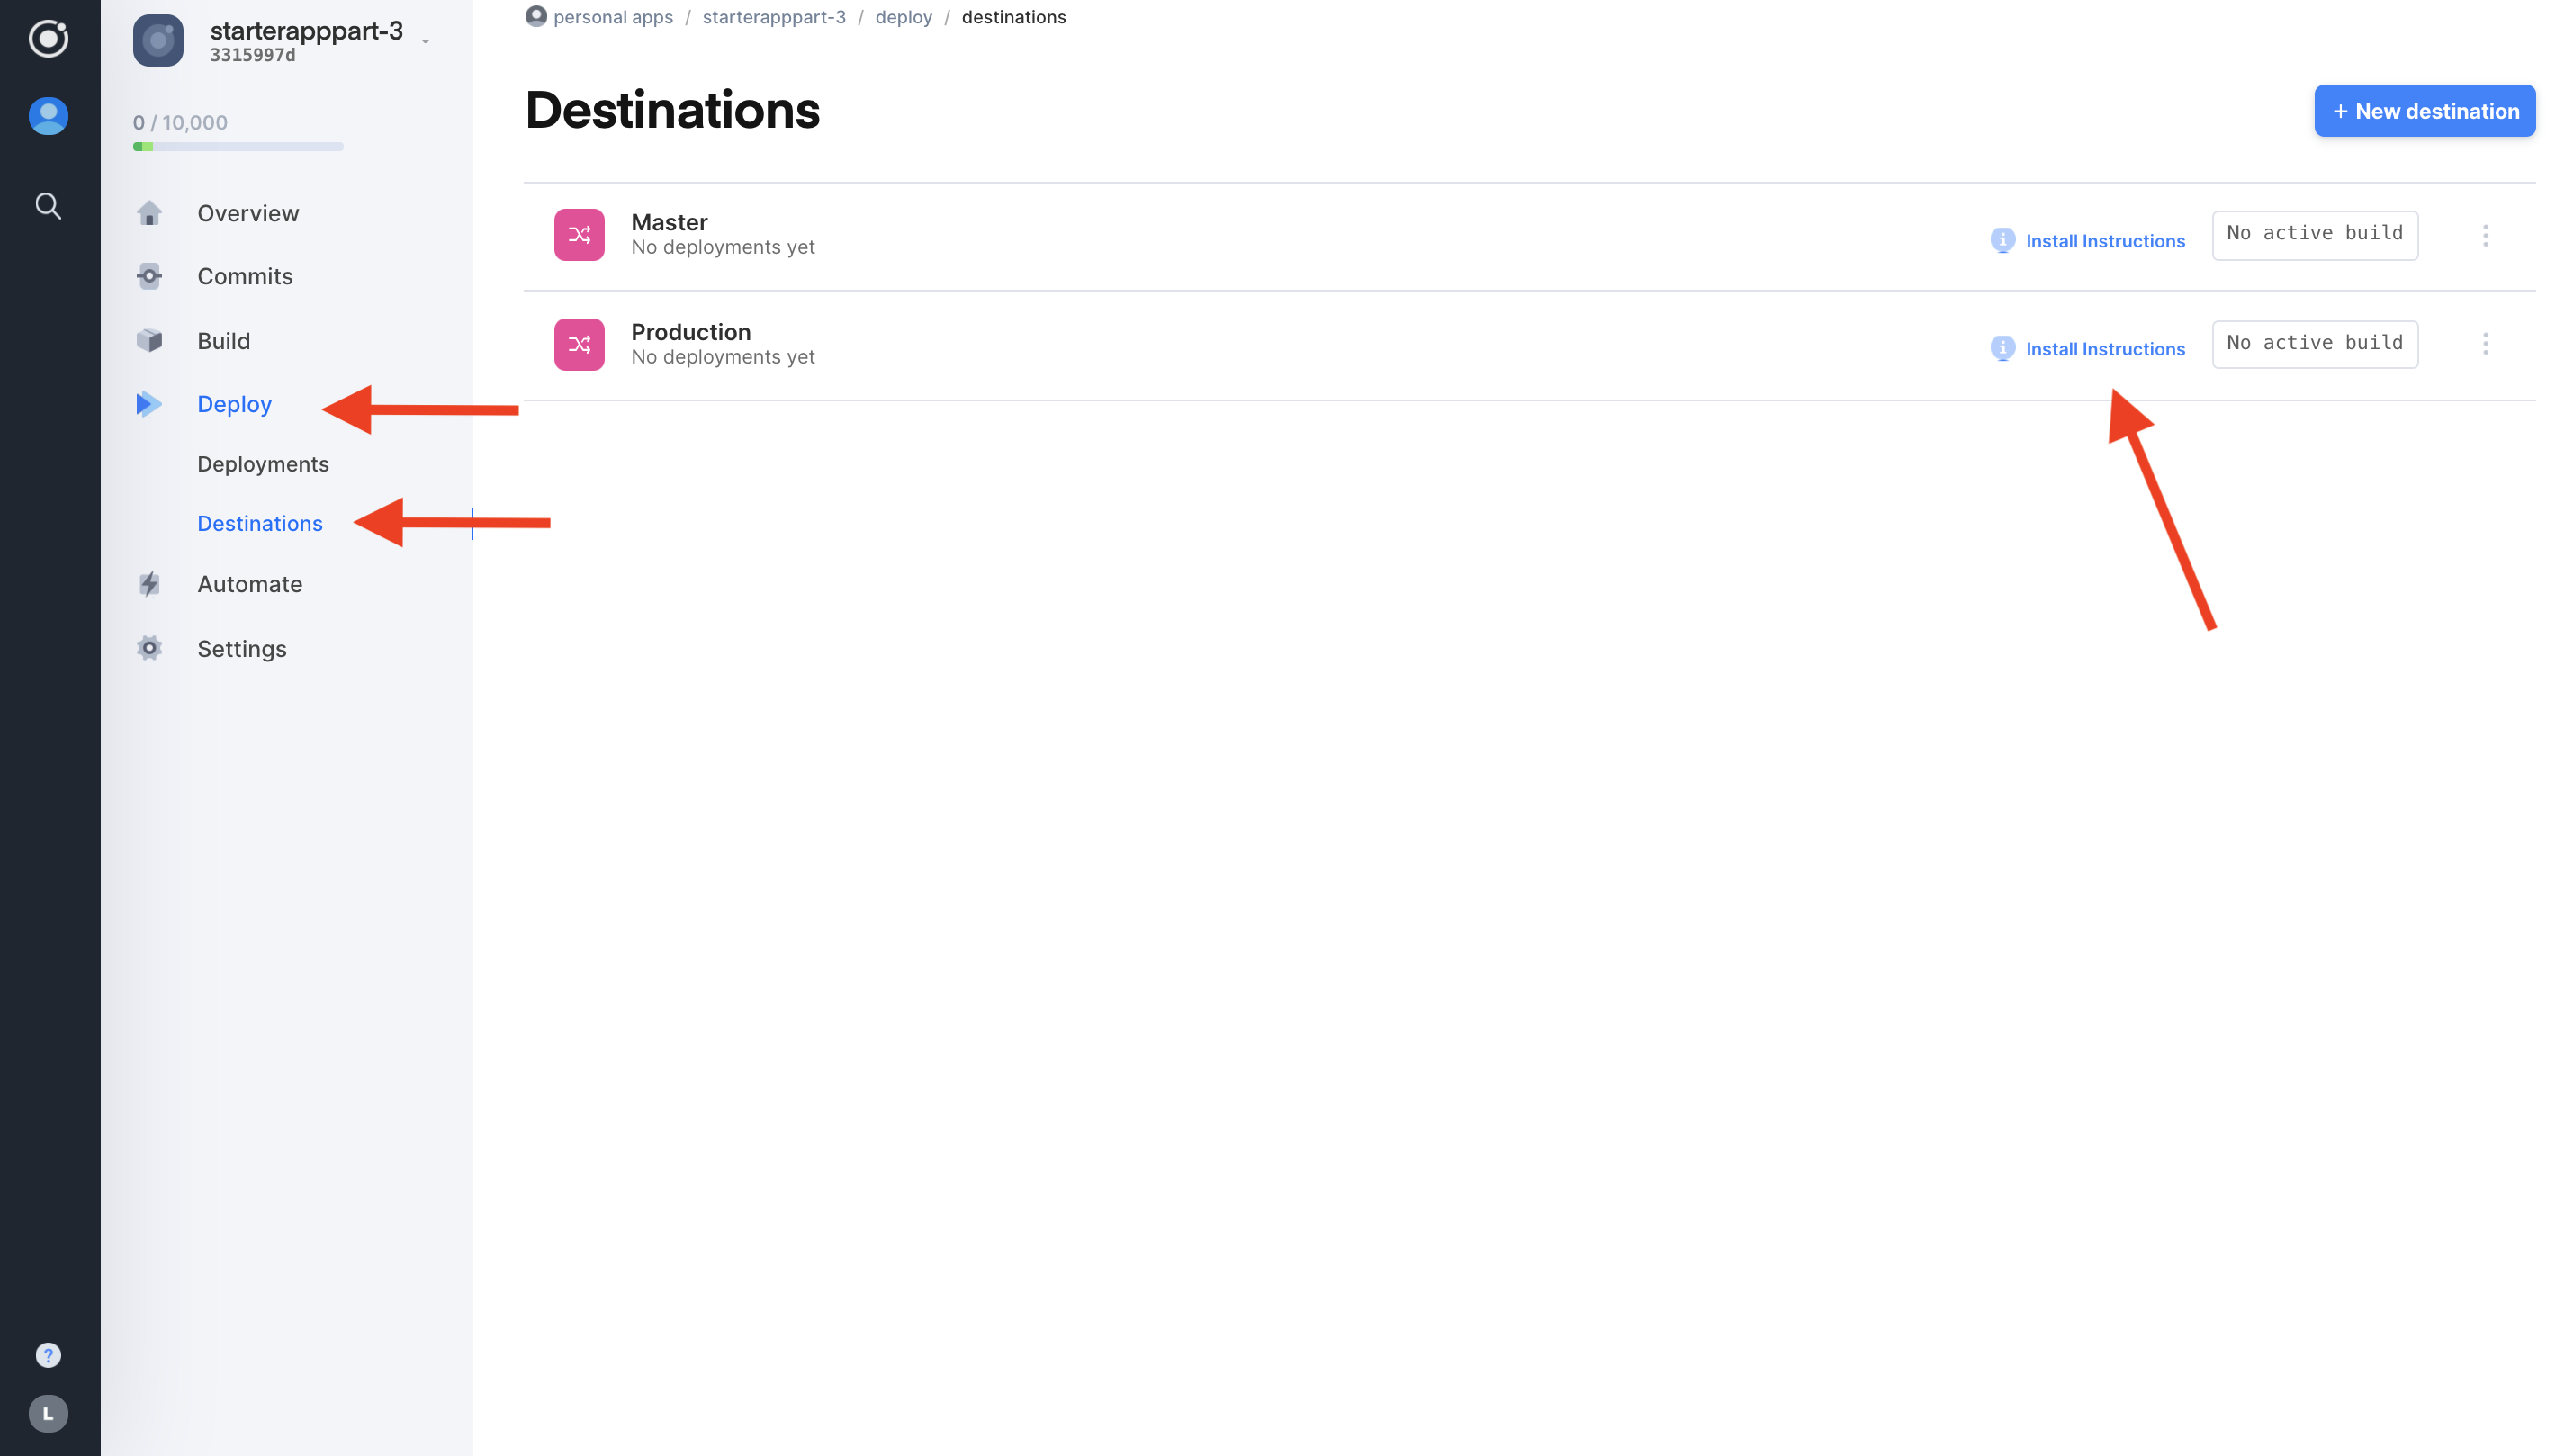 starterapppart-3
3315997d
0 / 10,000
Overview
Commits
Build
Deploy
Deployments
Destinations
Automate
Settings
?
L
personal apps / starterapppart-3 / deploy / destinations
Destinations
+ New destination
Master
No deployments yet
i Install Instructions
No active build
Production
No deployments yet
i Install Instructions
No active build